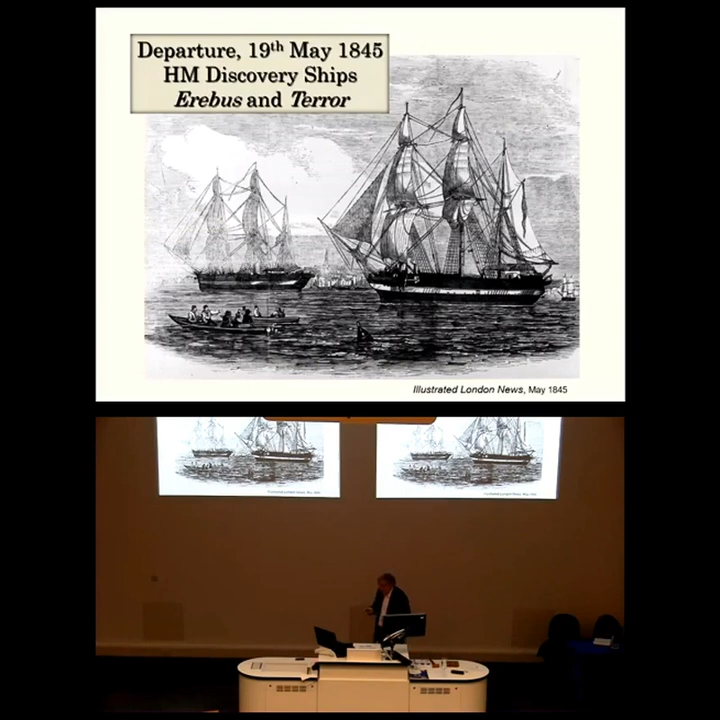 Departure, 19th May 1845
HM Discovery Ships
Erebus and Terror
Illustrated London News, May 1845